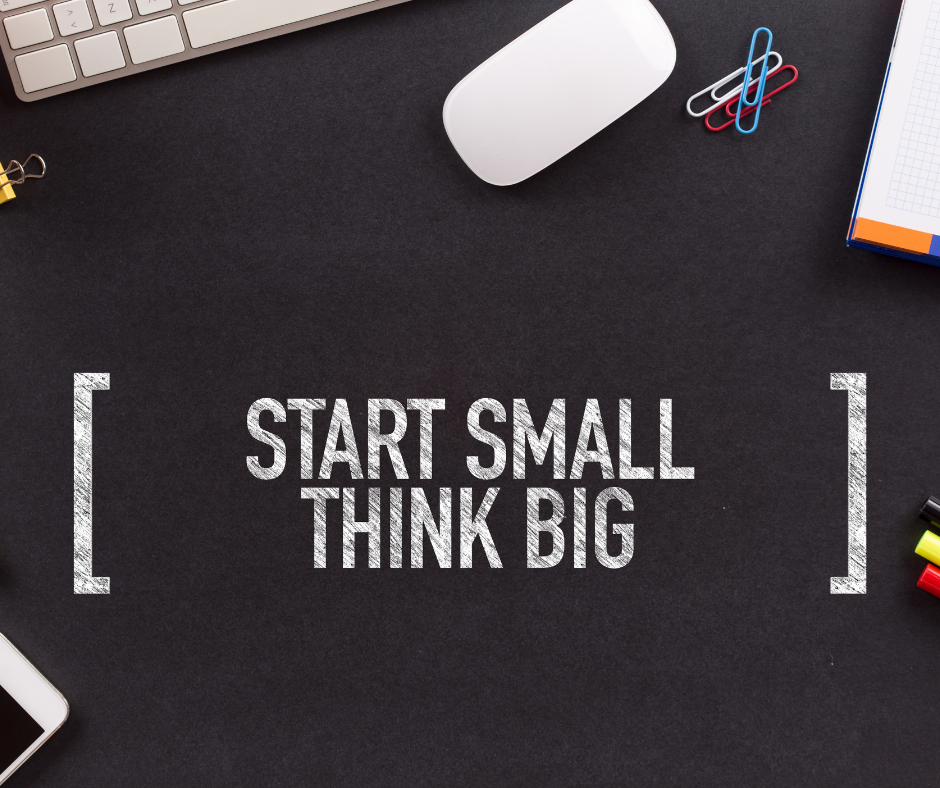 Z
[ START SMALL
THINK BIG ]